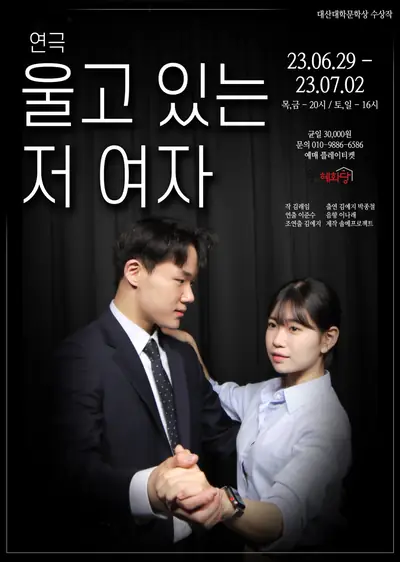 대산대학문학상 수상작
연극
울고 있는
저 여자
23.06.29 –
23.07.02
목,금 – 20시 / 토,일 – 16시
균일 30,000원
문의 010-9886-6586
예매 플레이티켓
혜화당
작 김래임 출연 김예지 박종철
연출 이준수 음향 이나래
조연출 김예지 제작 솔메프로젝트